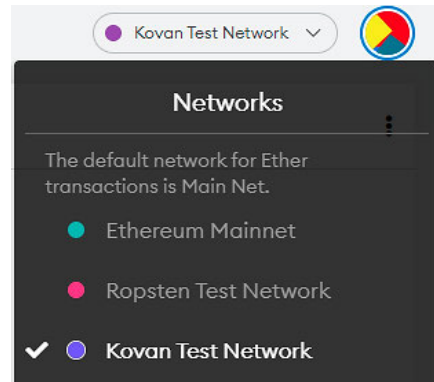 Kovan Test Network
Networks
The default network for Ether
transactions is Main Net.
Ethereum Mainnet
Ropsten Test Network
Kovan Test Network